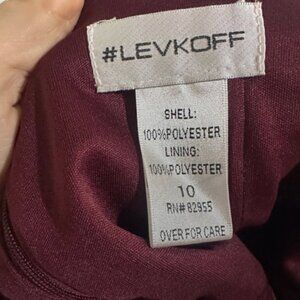 #LEVKOFF
SHELL:
100%POLYESTER
LINING:
100%POLYESTER
10
RN# 82955
OVER FOR CARE